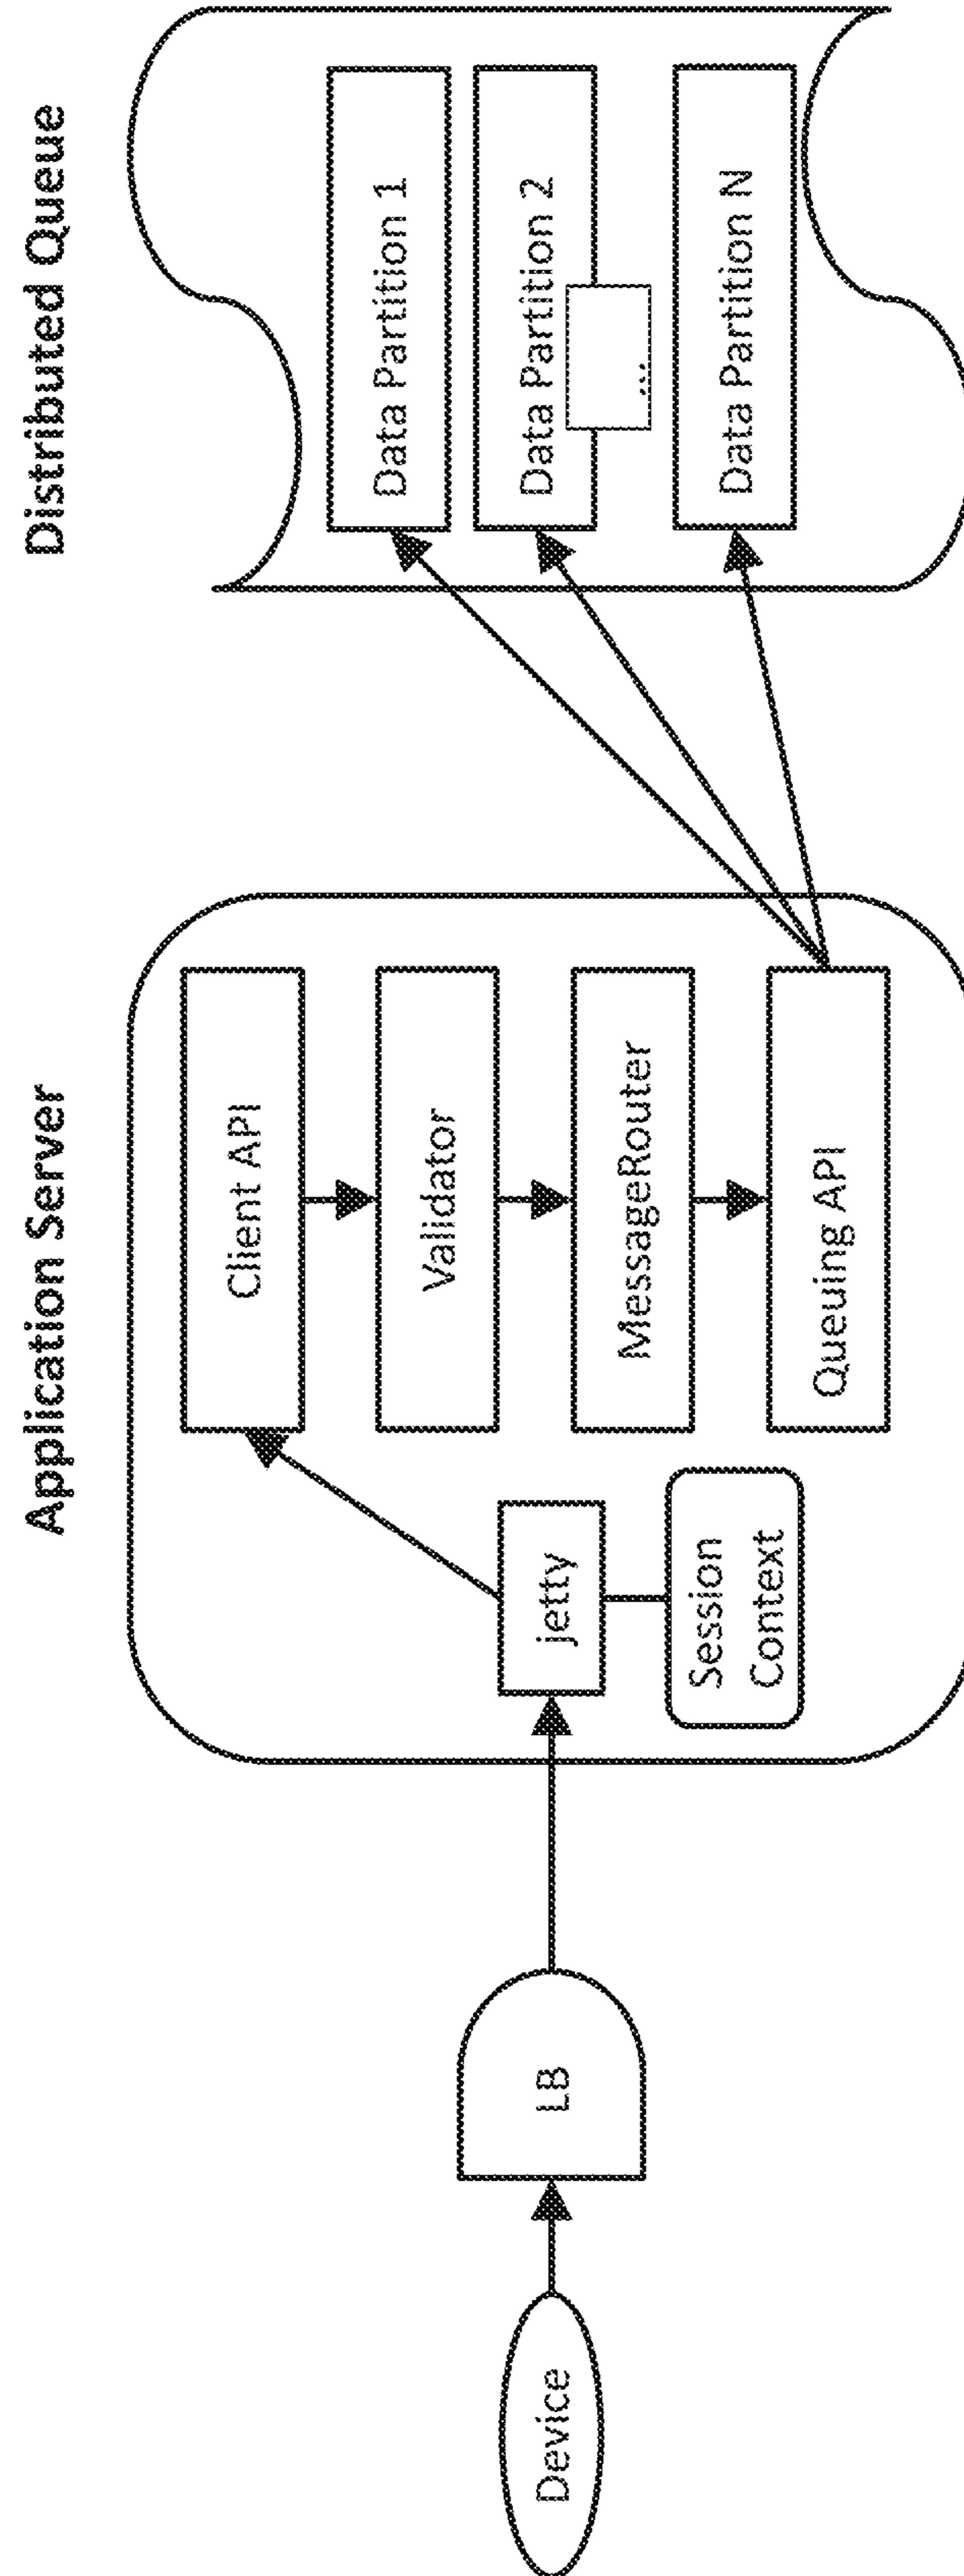 Application Server
Distributed Queue
Device
LB
jetty
Session
Context
Client API
Validator
MessageRouter
Queuing API
Data Partition 1
Data Partition 2
...
Data Partition N